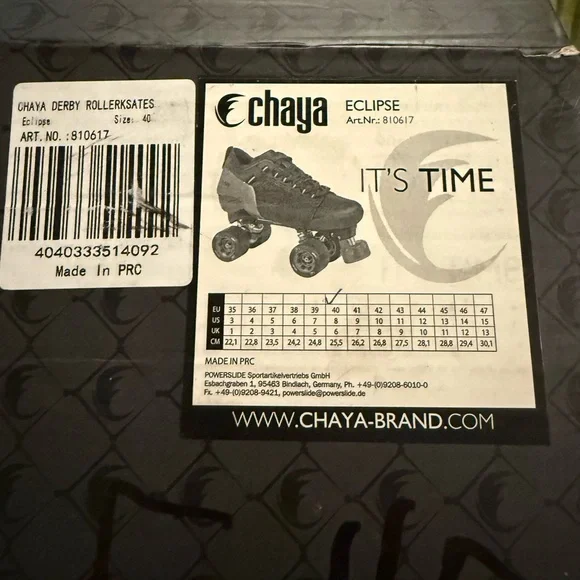 CHAYA DERBY ROLLERKSATES
Eclipse Size: 40
ART. NO. :810617
4040333514092
Made In PRC
chaya
ECLIPSE
Art.Nr.: 810617
IT'S TIME
EU 35 36 37 38 39 40 41 42 43 44 45 46 47
US 3 4 5 6 7 8 9 10 11 12 13 14 15
UK 1 2 3 4 5 6 7 8 9 10 11 12 13
CM 22,1 22,8 23,5 24,2 24,8 25,5 26,2 26,8 27,5 28,1 28,8 29,4 30,1
MADE IN PRC
POWERSLIDE Sportartikelvertriebs GmbH
Esbachgraben 1, 95463 Bindlach, Germany, Ph. +49-(0)9208-6010-0
Fx. +49-(0)9208-9421, powerslide@powerslide.de
WWW.CHAYA-BRAND.COM